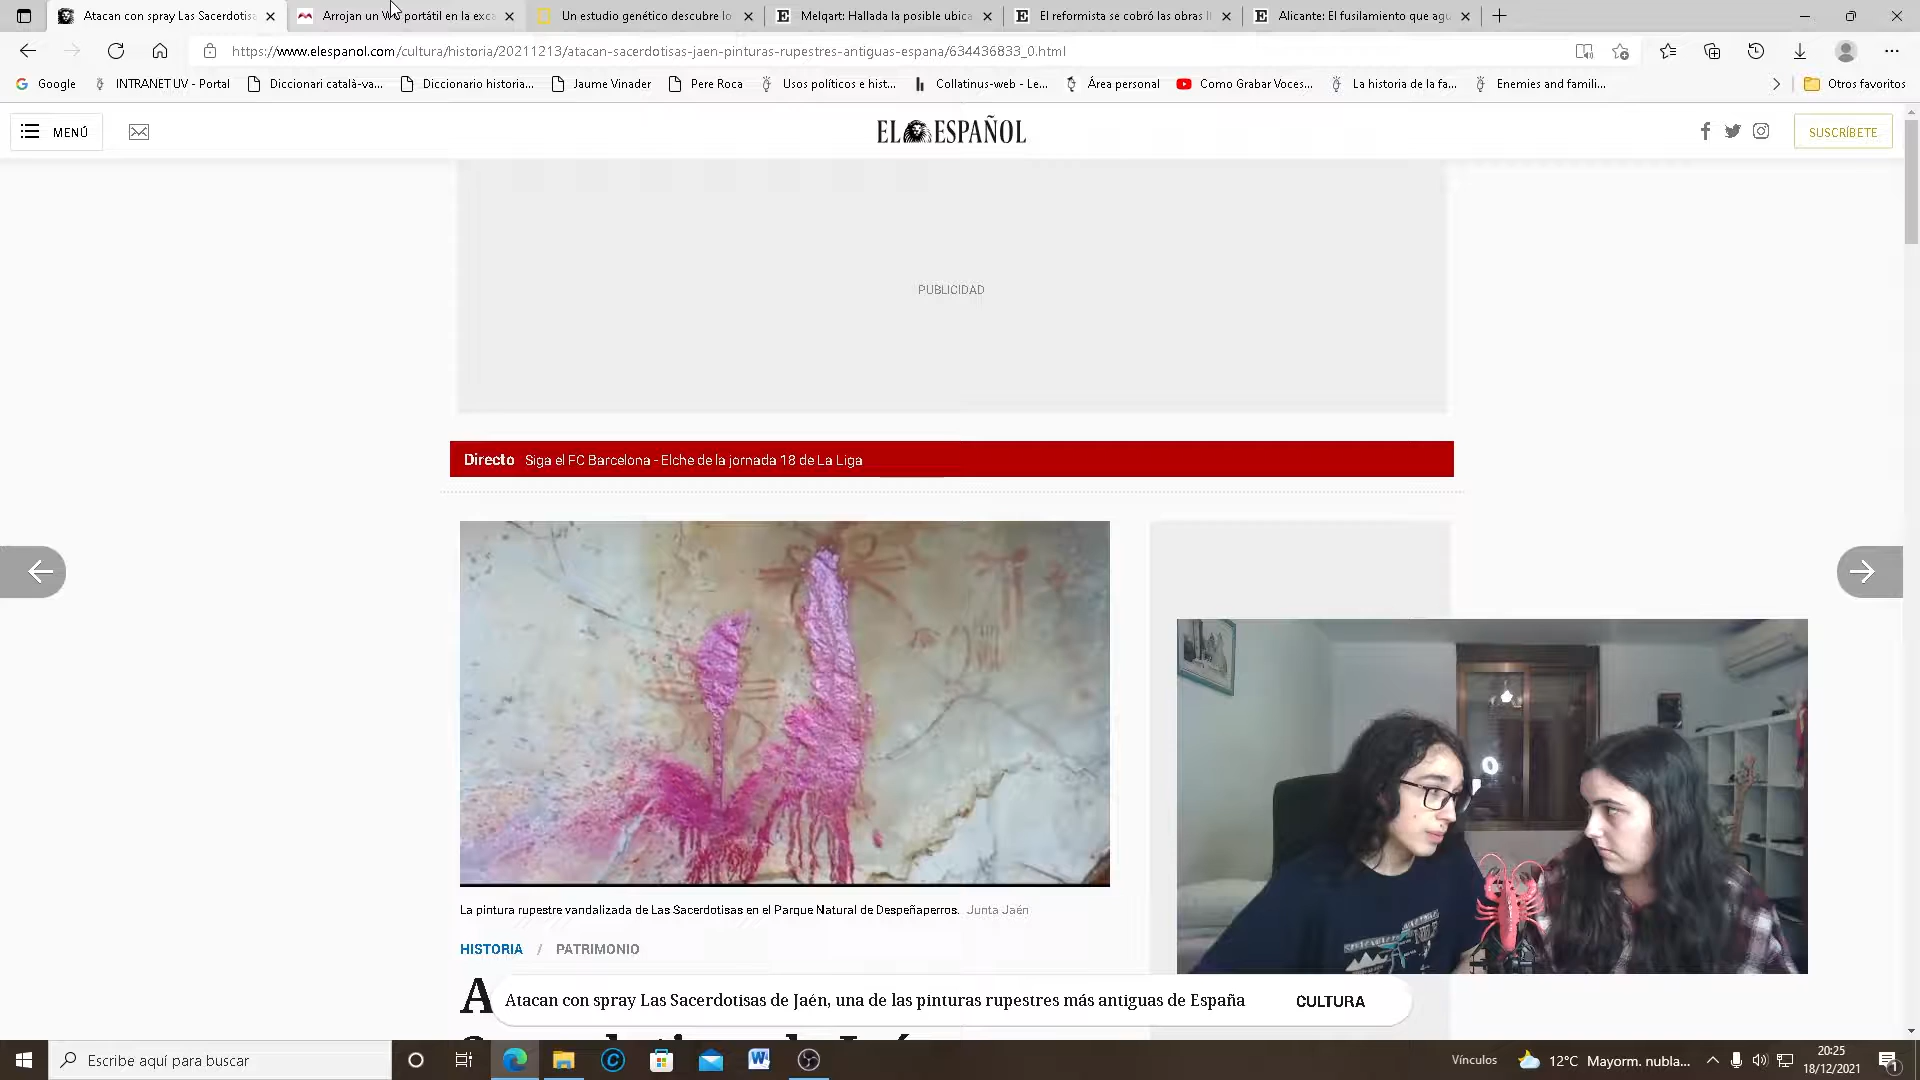 Atacan con spray Las Sacerdotisa
Arrojan un W portátil en la exca
Un estudio genético descubre lo
Melqart: Hallada la posible ubica
El reformista se cobró las obras
Alicante: El fusilamiento que agu
https://www.elespanol.com/cultura/historia/20211213/atacan-sacerdotisas-jaen-pinturas-rupestres-antiguas-espana/634436833_0.html
Google
INTRANET UV - Portal
Diccionari català-va...
Diccionario historia...
Jaume Vinader
Pere Roca
Usos políticos e hist...
Collatinus-web - Le...
Área personal
Como Grabar Voces...
La historia de la fa...
Enemies and famili...
Otros favoritos
MENÚ
EL ESPAÑOL
SUSCRÍBETE
PUBLICIDAD
Directo Siga el FC Barcelona - Elche de la jornada 18 de La Liga
La pintura rupestre vandalizada de Las Sacerdotisas en el Parque Natural de Despeñaperros. Junta Jaén
HISTORIA / PATRIMONIO
A
Atacan con spray Las Sacerdotisas de Jaén, una de las pinturas rupestres más antiguas de España
CULTURA
Escribe aquí para buscar
Vínculos
12°C Mayorm. nubla...
20:25
18/12/2021
1